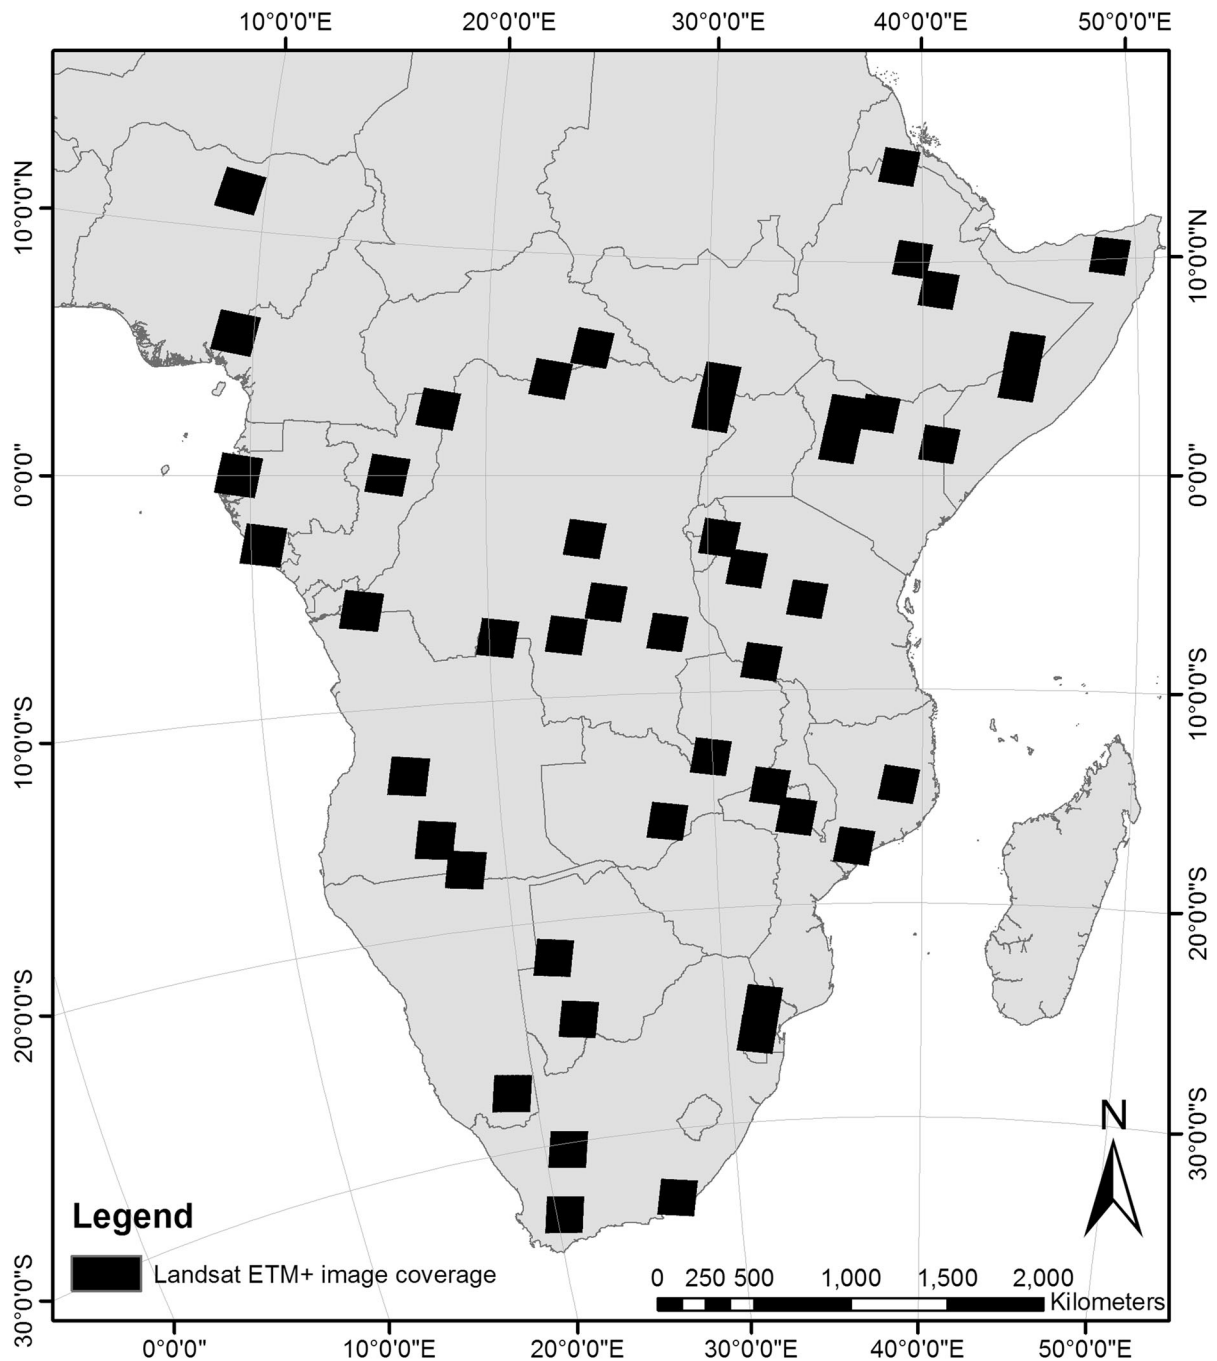 10°0'0"E 20°0'0"E 30°0'0"E 40°0'0"E 50°0'0"E
10°0'0"N
10°0'0"N
0°0'0"
0°0'0"
10°0'0"S
10°0'0"S
20°0'0"S
20°0'0"S
30°0'0"S
30°0'0"S
N
Legend
Landsat ETM+ image coverage
0 250 500 1,000 1,500 2,000
Kilometers
0°0'0" 10°0'0"E 20°0'0"E 30°0'0"E 40°0'0"E 50°0'0"E